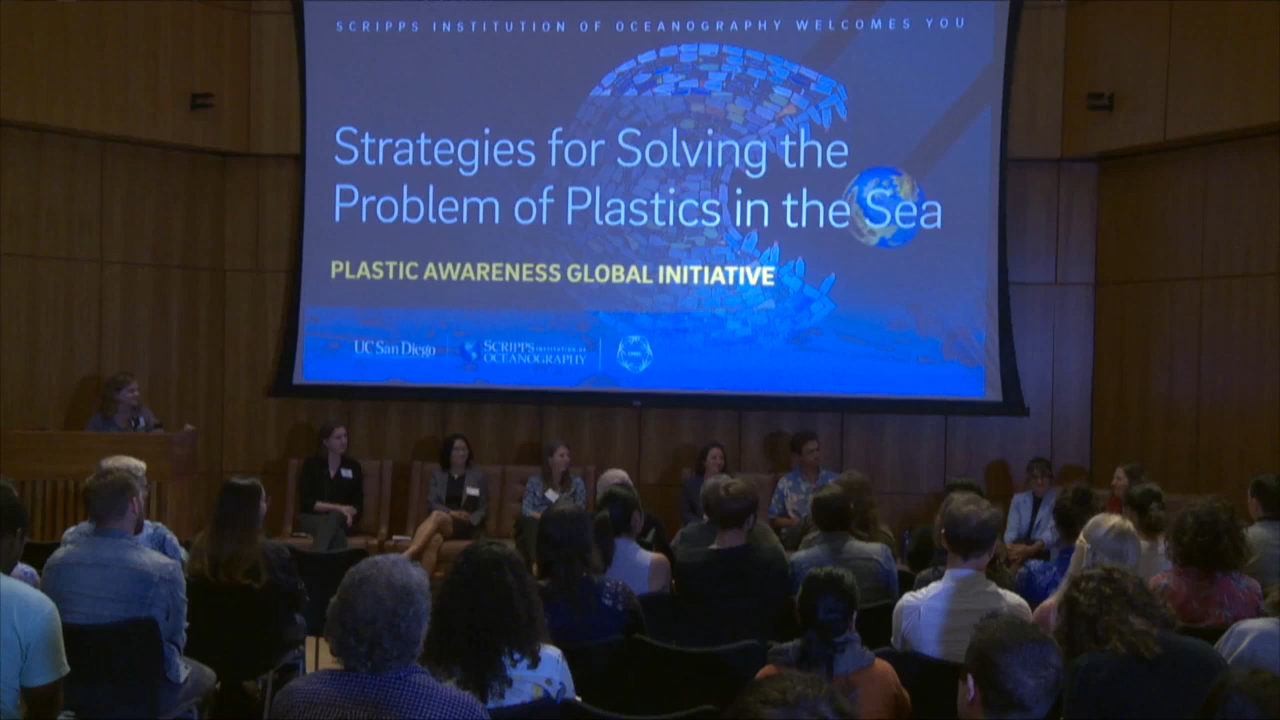 SCRIPPS INSTITUTION OF OCEANOGRAPHY WELCOMES YOU
Strategies for Solving the
Problem of Plastics in the Sea
PLASTIC AWARENESS GLOBAL INITIATIVE
UC San Diego
SCRIPPS INSTITUTION OF
OCEANOGRAPHY